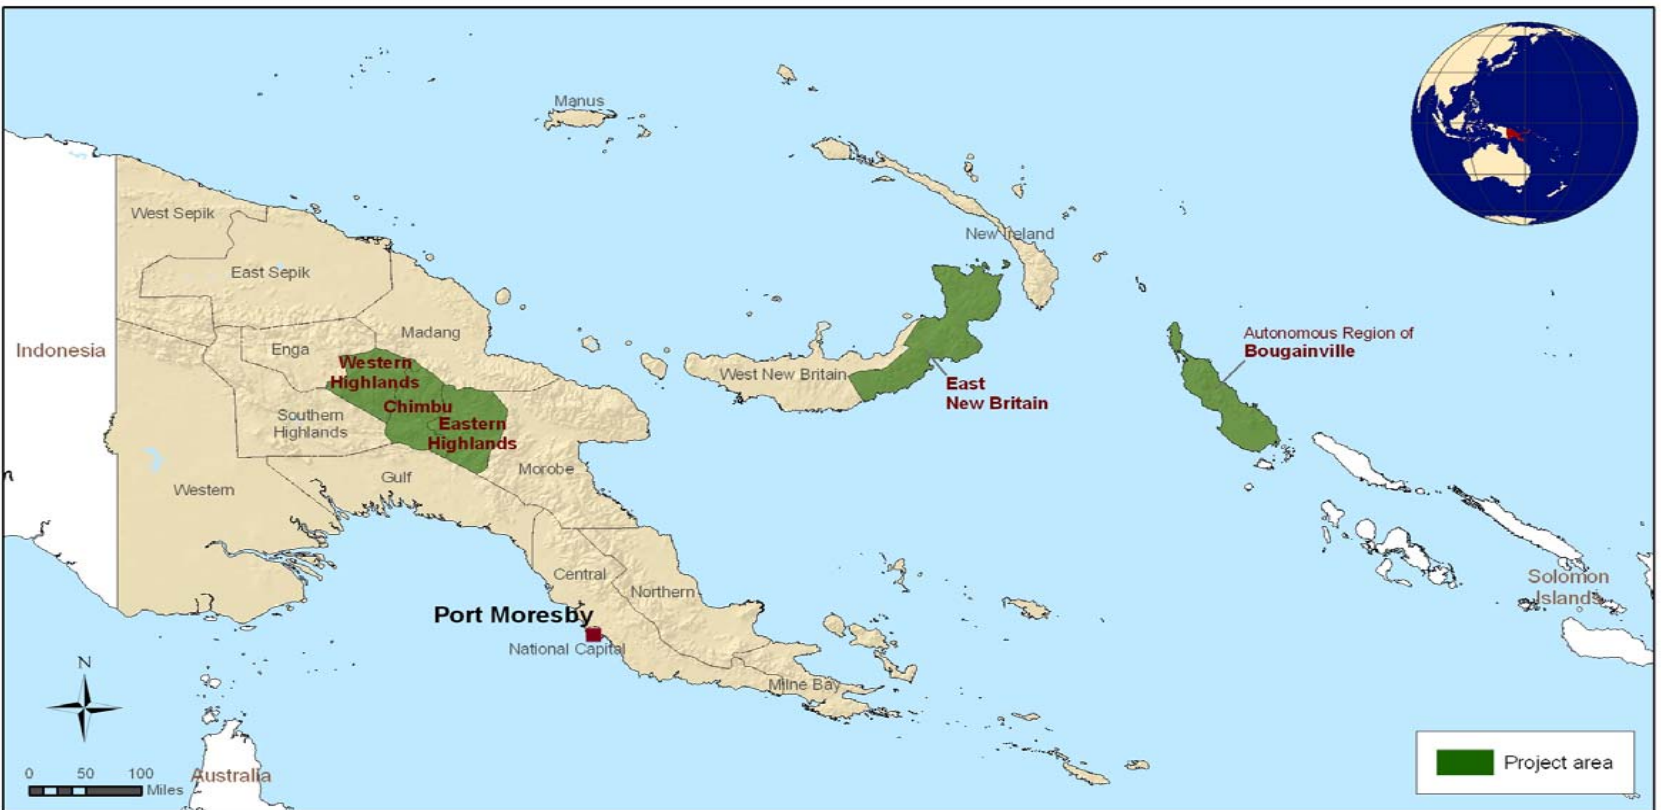 Manus
West Sepik
New Ireland
East Sepik
Madang
Indonesia
Enga
Autonomous Region of
Bougainville
Western
Highlands
West New Britain
East
New Britain
Chimbu
Southern
Highlands
Eastern
Highlands
Morobe
Gulf
Western
Central
Northern
Solomon
Islands
Port Moresby
National Capital
N
Milne Bay
0 50 100
Miles
Australia
Project area